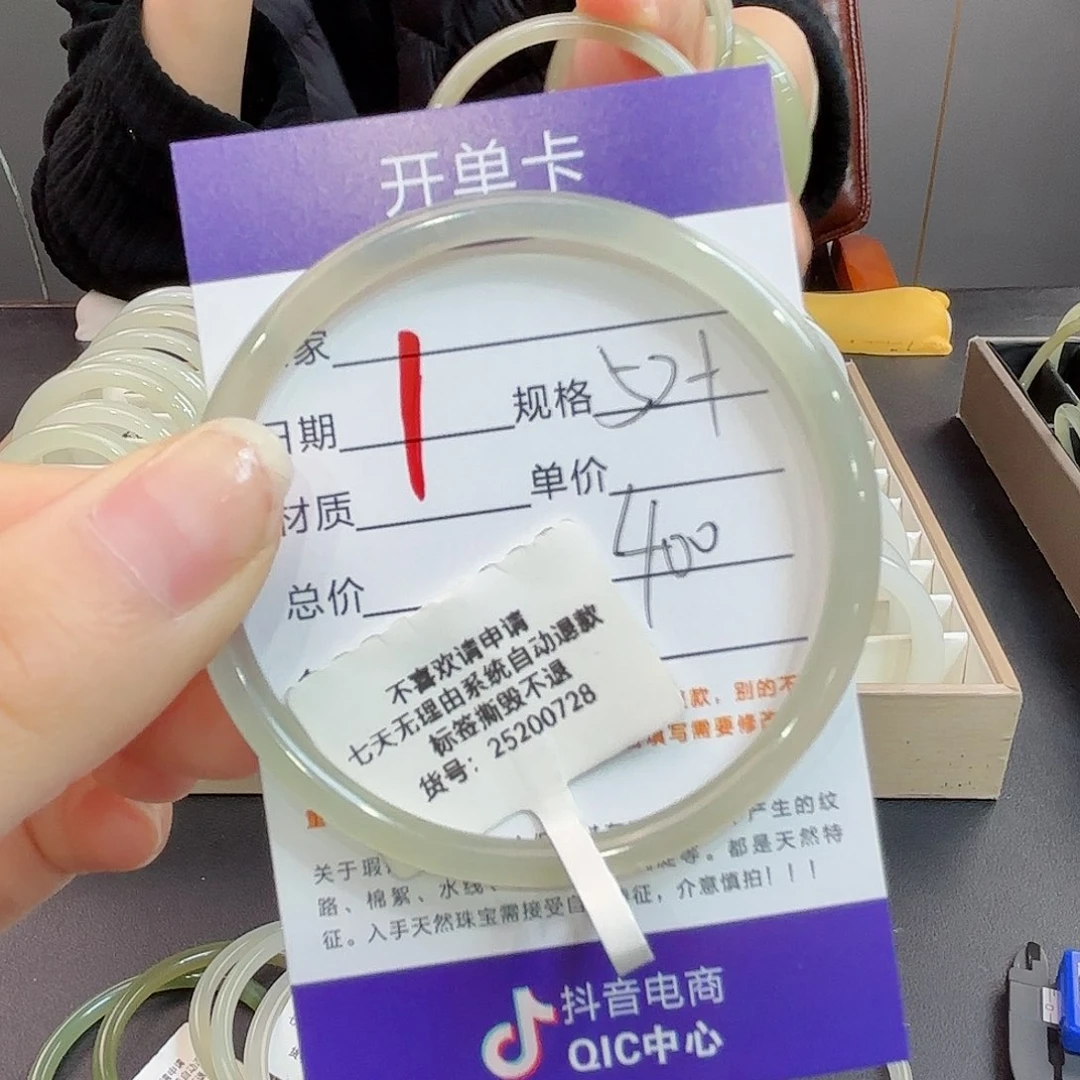 开单卡
家
日期 1 规格 5才
材质 单价
总价 400
不喜欢请申请
七天无理由系统自动退款
标签撕毁不退
货号：25200728
款，别的不
填写需要修改
产生的纹
关于瑕 等。都是天然特
路、棉絮、水线、 征，介意慎拍！！！
征。入手天然珠宝需接受自
抖音电商
QIC中心